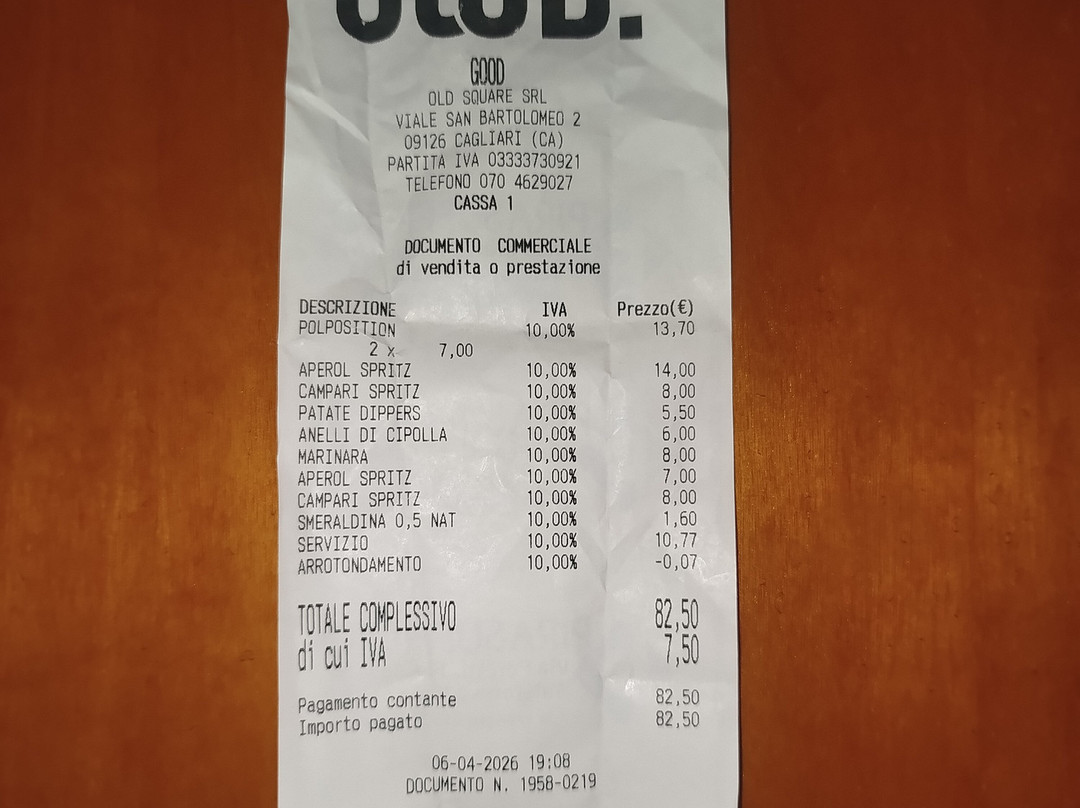 GOOD
OLD SQUARE SRL
VIALE SAN BARTOLOMEO 2
09126 CAGLIARI (CA)
PARTITA IVA 03333730921
TELEFONO 070 4629027
CASSA 1
DOCUMENTO COMMERCIALE
di vendita o prestazione
DESCRIZIONE IVA Prezzo(€)
POLPOSITION 10,00% 13,70
2 x 7,00
APEROL SPRITZ 10,00% 14,00
CAMPARI SPRITZ 10,00% 8,00
PATATE DIPPERS 10,00% 5,50
ANELLI DI CIPOLLA 10,00% 6,00
MARINARA 10,00% 8,00
APEROL SPRITZ 10,00% 7,00
CAMPARI SPRITZ 10,00% 8,00
SMERALDINA 0,5 NAT 10,00% 1,60
SERVIZIO 10,00% 10,77
ARROTONDAMENTO 10,00% -0,07
TOTALE COMPLESSIVO 82,50
di cui IVA 7,50
Pagamento contante 82,50
Importo pagato 82,50
06-04-2026 19:08
DOCUMENTO N. 1958-0219